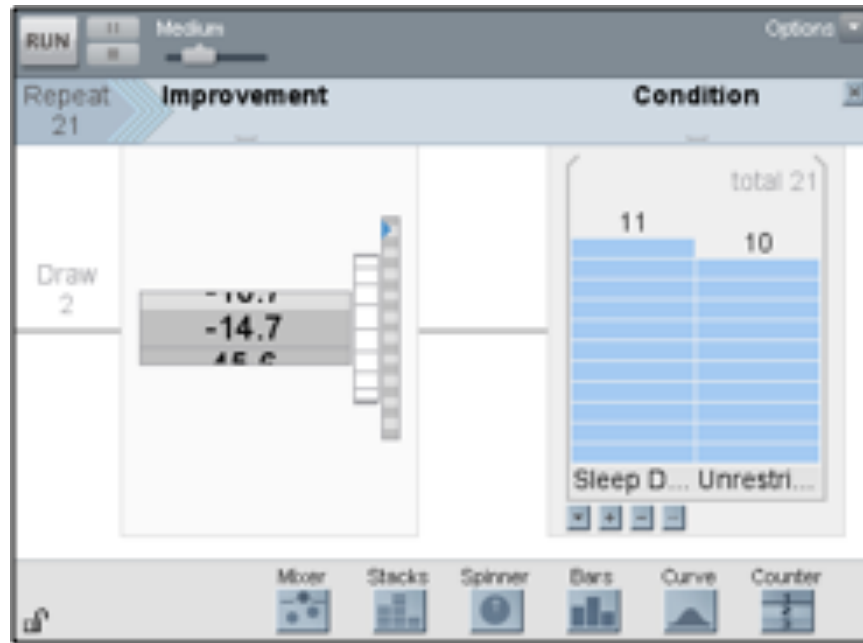 RUN
Medium
Options
Repeat
21
Improvement
Condition
total 21
11
10
Draw
2
-14.7
Sleep D...
Unrestri...
Mixer
Stacks
Spinner
Bars
Curve
Counter